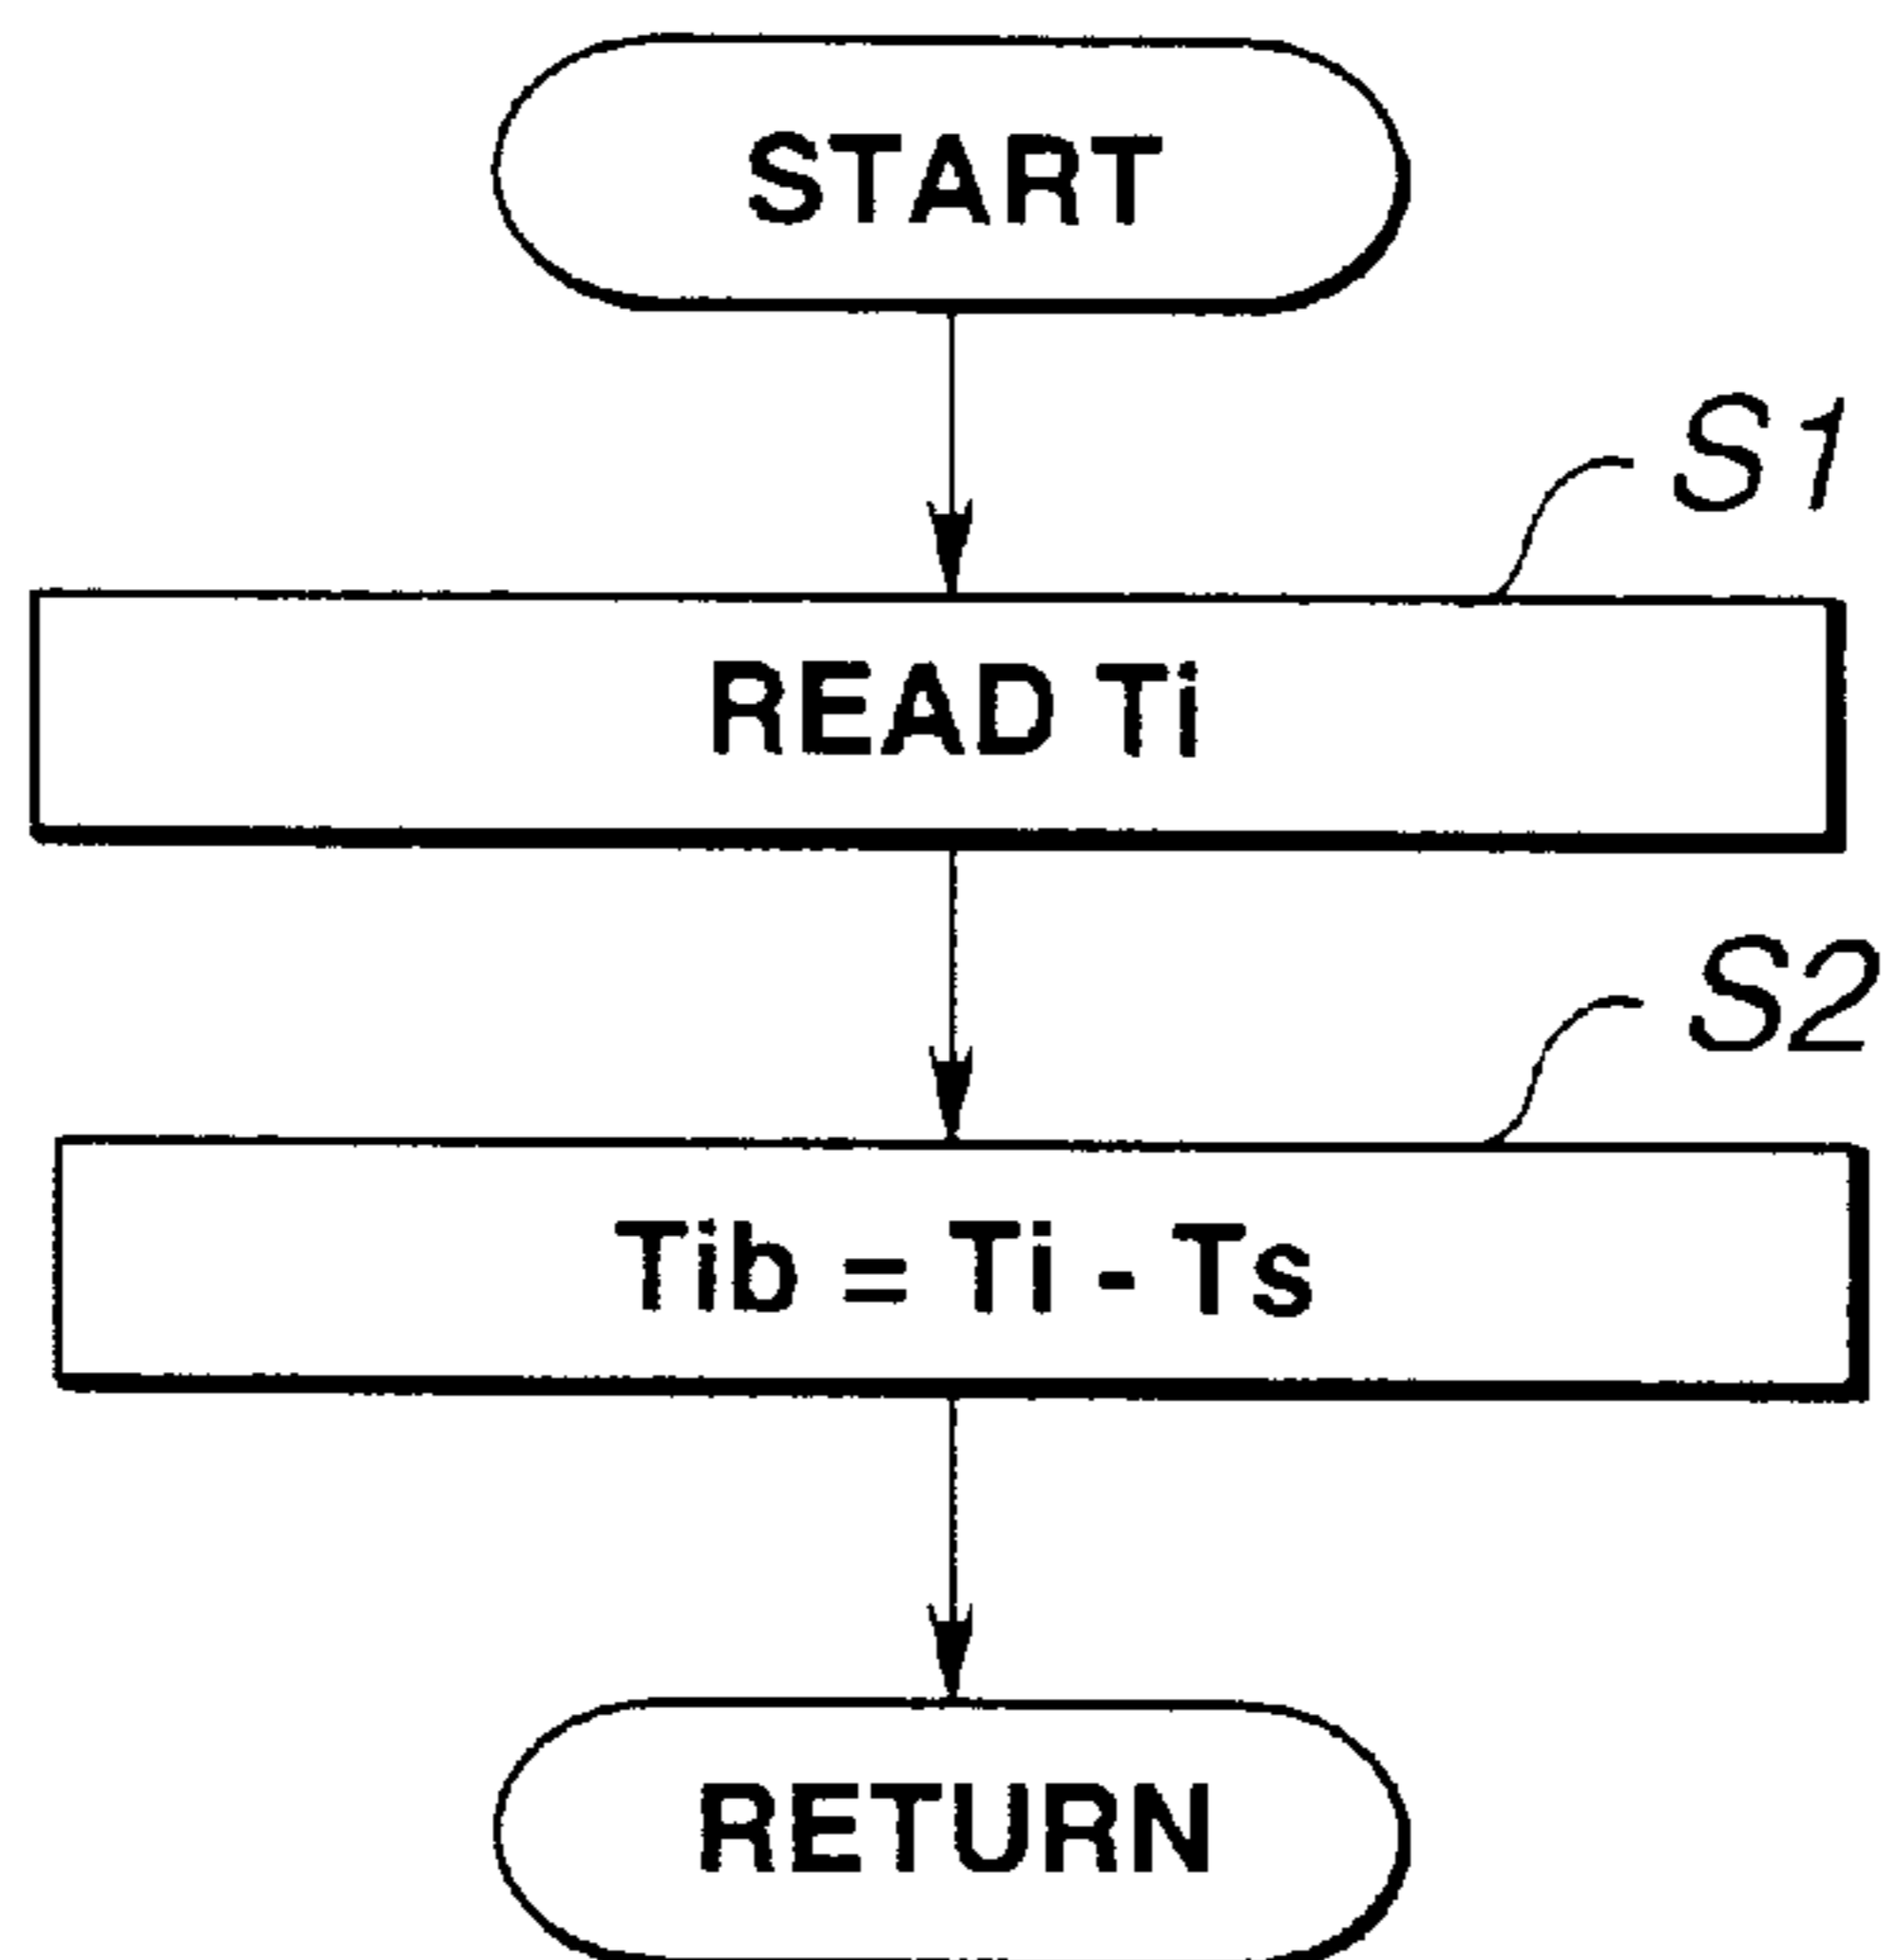 START
S1
READ Ti
S2
Tib = Ti - Ts
RETURN